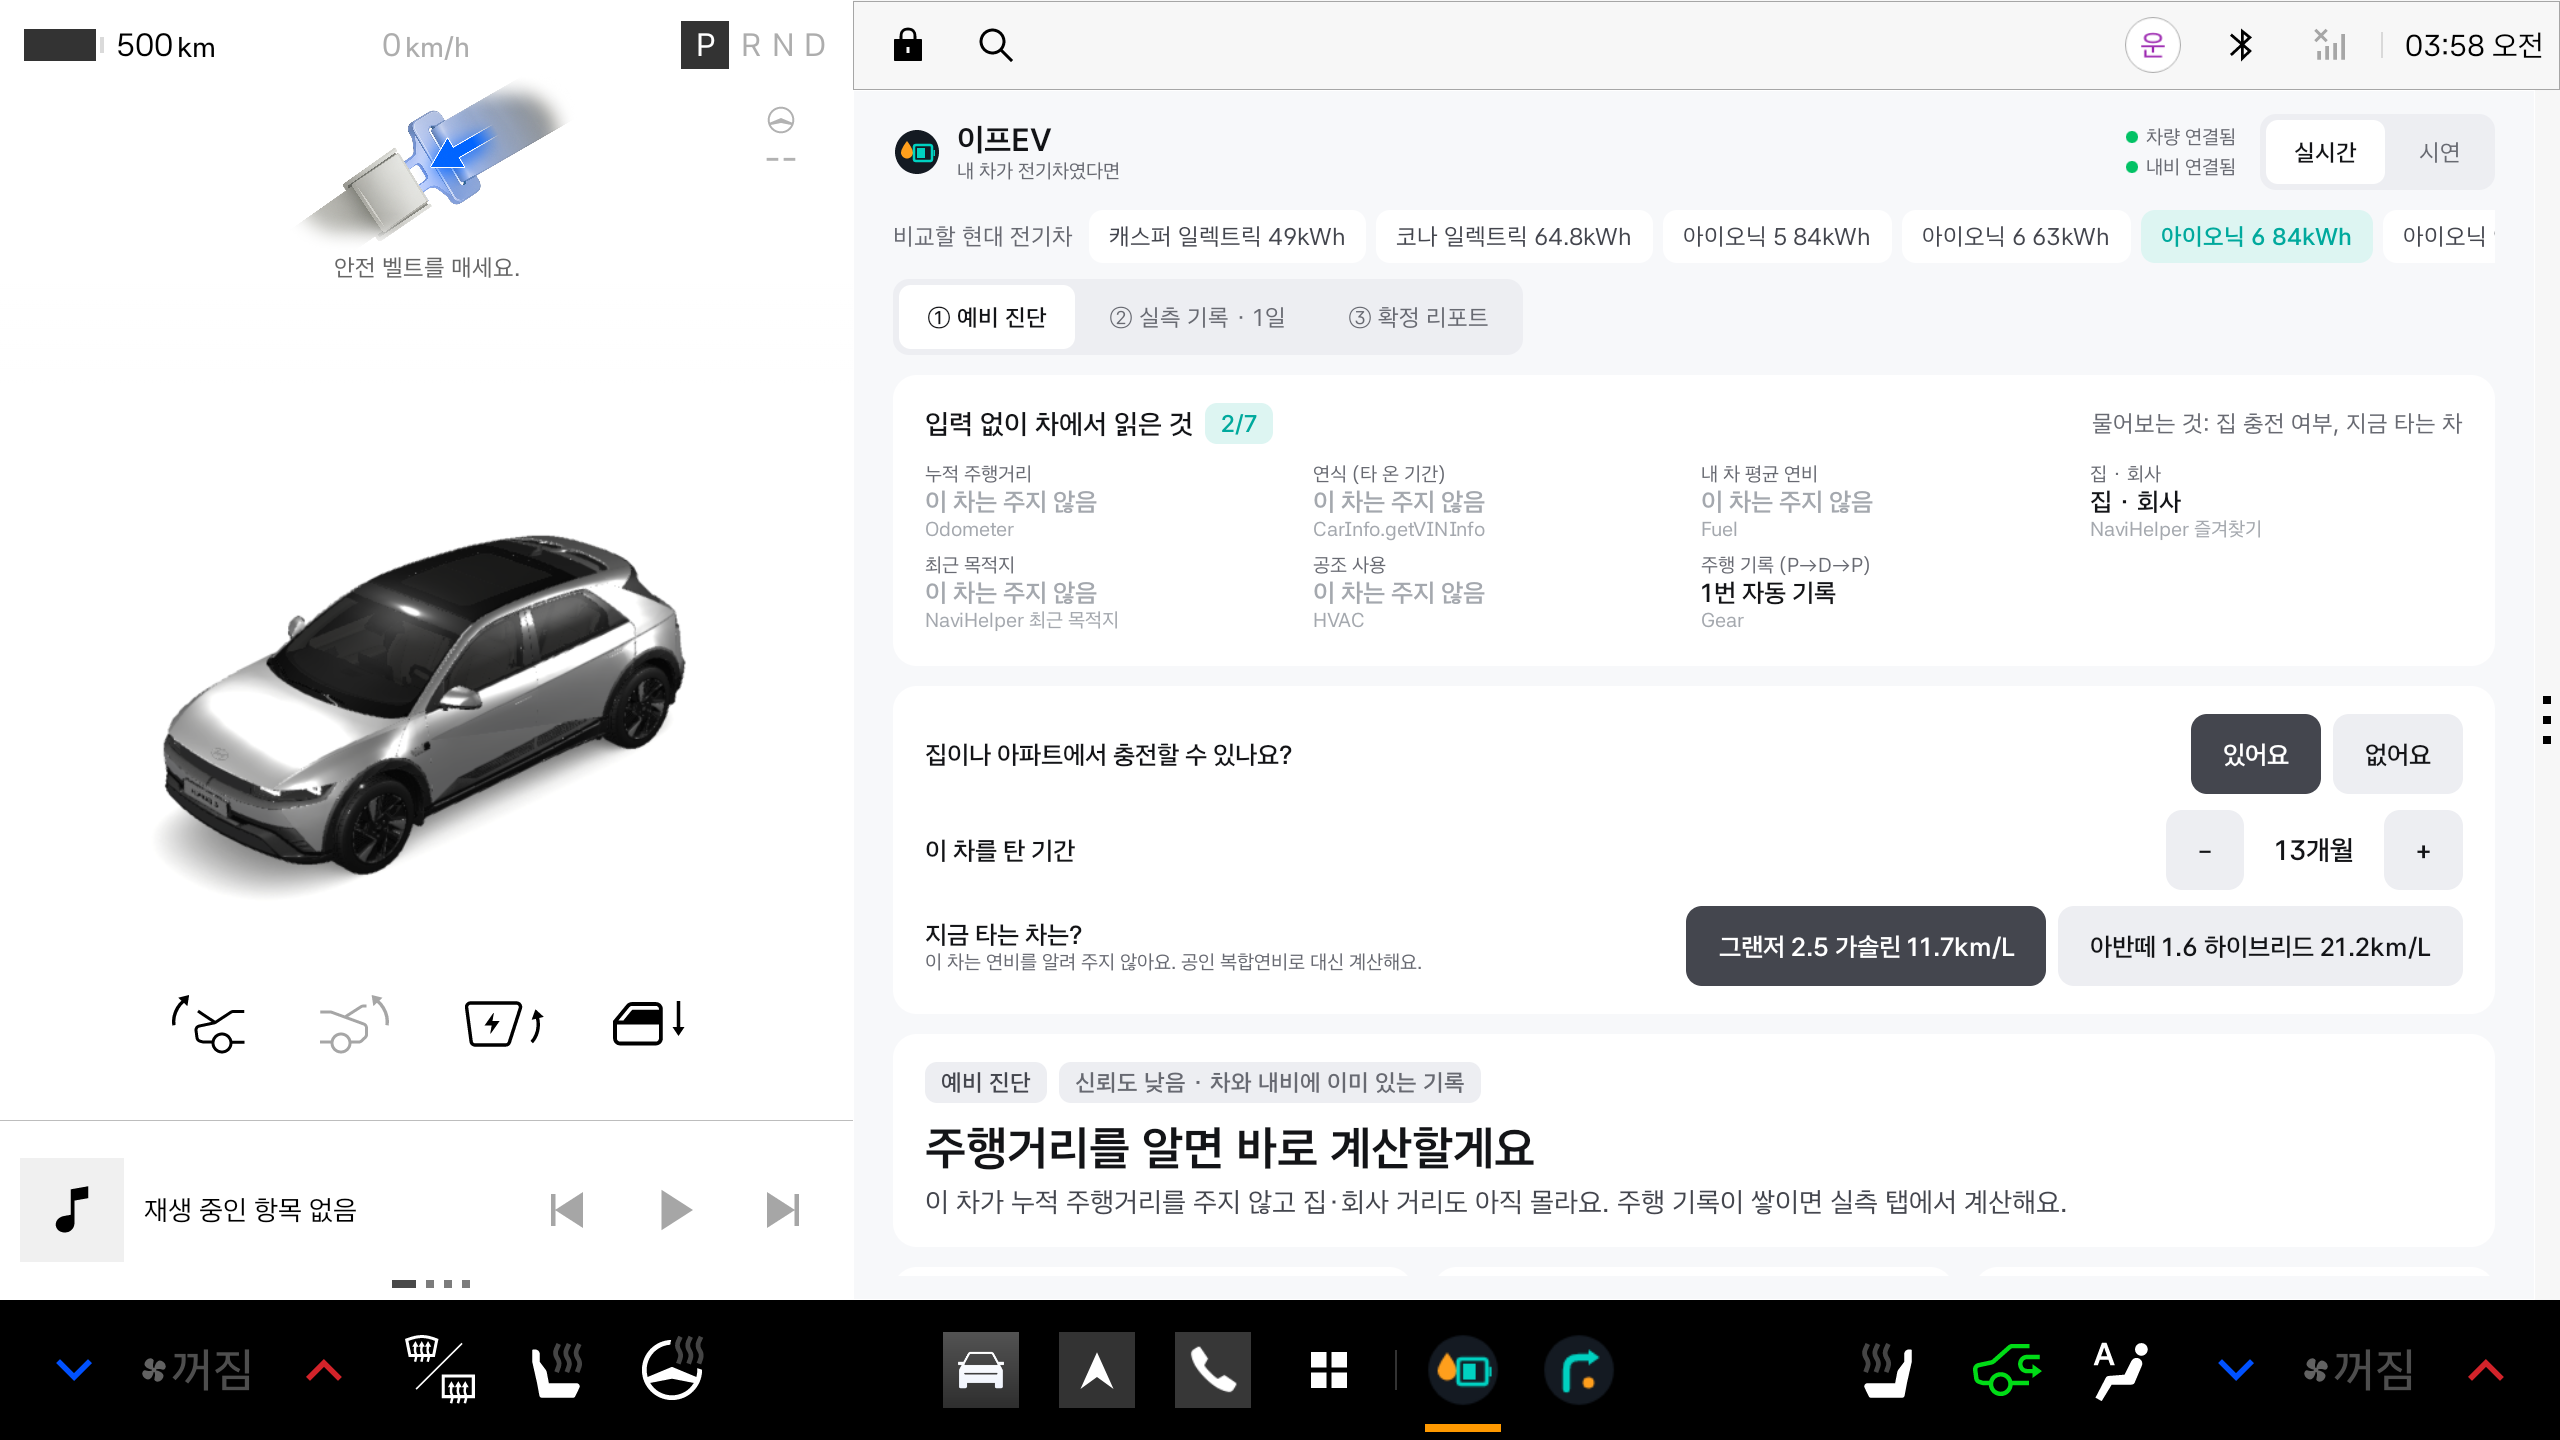 500 km
0 km/h
P R N D
안전 벨트를 매세요.
재생 중인 항목 없음
운
03:58 오전
이프EV
내 차가 전기차였다면
차량 연결됨
내비 연결됨
실시간
시연
비교할 현대 전기차
캐스퍼 일렉트릭 49kWh
코나 일렉트릭 64.8kWh
아이오닉 5 84kWh
아이오닉 6 63kWh
아이오닉 6 84kWh
아이오닉
① 예비 진단
② 실측 기록 · 1일
③ 확정 리포트
입력 없이 차에서 읽은 것 2/7
물어보는 것: 집 충전 여부, 지금 타는 차
누적 주행거리
이 차는 주지 않음
Odometer
연식 (타 온 기간)
이 차는 주지 않음
CarInfo.getVINInfo
내 차 평균 연비
이 차는 주지 않음
Fuel
집 · 회사
집 · 회사
NaviHelper 즐겨찾기
최근 목적지
이 차는 주지 않음
NaviHelper 최근 목적지
공조 사용
이 차는 주지 않음
HVAC
주행 기록 (P→D→P)
1번 자동 기록
Gear
집이나 아파트에서 충전할 수 있나요?
있어요
없어요
이 차를 탄 기간
− 13개월 +
지금 타는 차는?
이 차는 연비를 알려 주지 않아요. 공인 복합연비로 대신 계산해요.
그랜저 2.5 가솔린 11.7km/L
아반떼 1.6 하이브리드 21.2km/L
예비 진단
신뢰도 낮음 · 차와 내비에 이미 있는 기록
주행거리를 알면 바로 계산할게요
이 차가 누적 주행거리를 주지 않고 집·회사 거리도 아직 몰라요. 주행 기록이 쌓이면 실측 탭에서 계산해요.
꺼짐
A
꺼짐